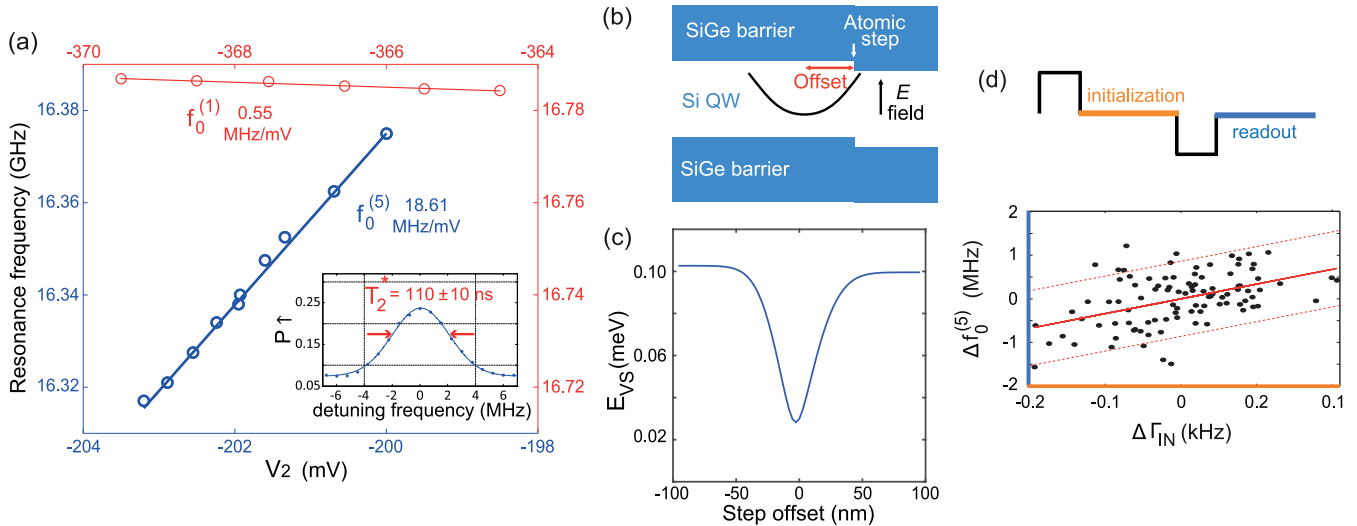 (a)
-370
-368
-366
-364
f0(1) 0.55
MHz/mV
f0(5) 18.61
MHz/mV
Resonance frequency (GHz)
16.38
16.36
16.34
16.32
16.78
16.76
16.74
16.72
T2* = 110 ± 10 ns
P↑
0.25
0.15
0.05
-6
-4
-2
0
2
4
6
detuning frequency (MHz)
-204
-202
-200
-198
V2 (mV)
(b)
SiGe barrier
Atomic
step
Offset
Si QW
E
field
SiGe barrier
(c)
EVS(meV)
0.10
0.06
0.02
-100
-50
0
50
100
Step offset (nm)
(d)
initialization
readout
Δf0(5) (MHz)
2
1
0
-1
-2
-0.2
-0.1
0
0.1
ΔΓIN (kHz)